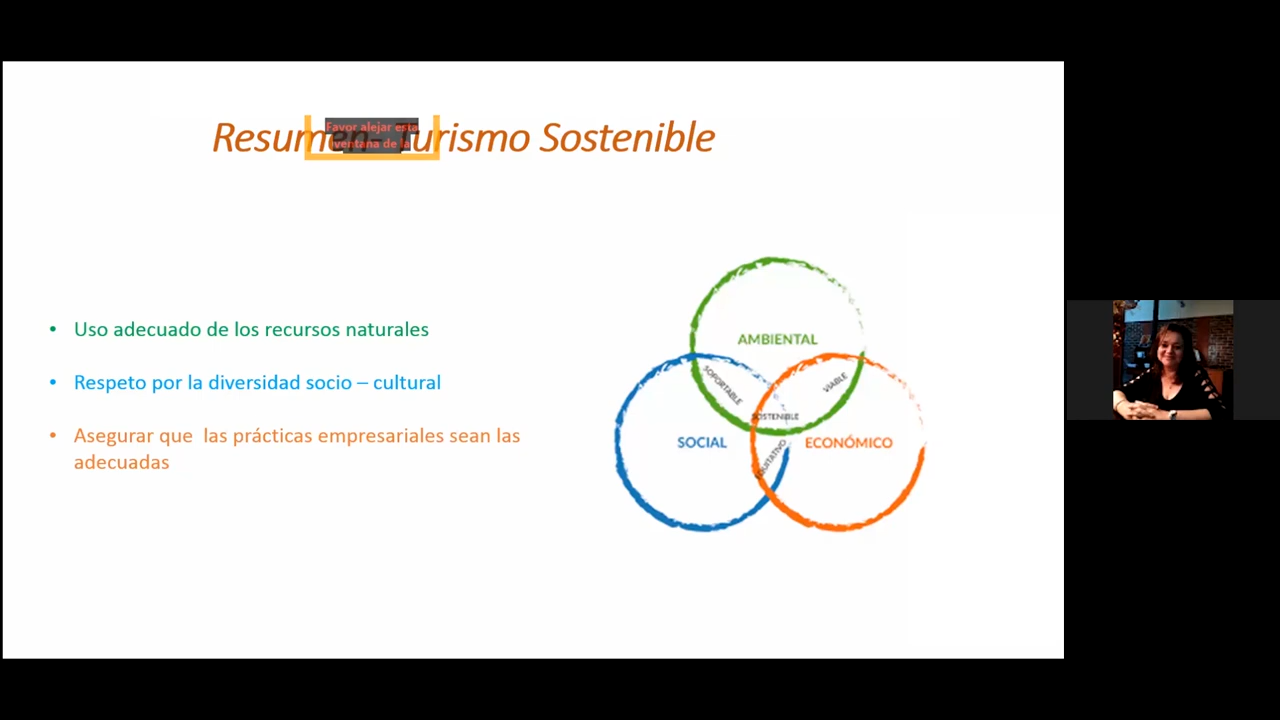 Resumen- Turismo Sostenible
Favor alejar esta
ventana de la
• Uso adecuado de los recursos naturales
• Respeto por la diversidad socio – cultural
• Asegurar que las prácticas empresariales sean las
adecuadas
AMBIENTAL
SOPORTABLE
VIABLE
SOSTENIBLE
SOCIAL
ECONÓMICO
EQUITATIVO